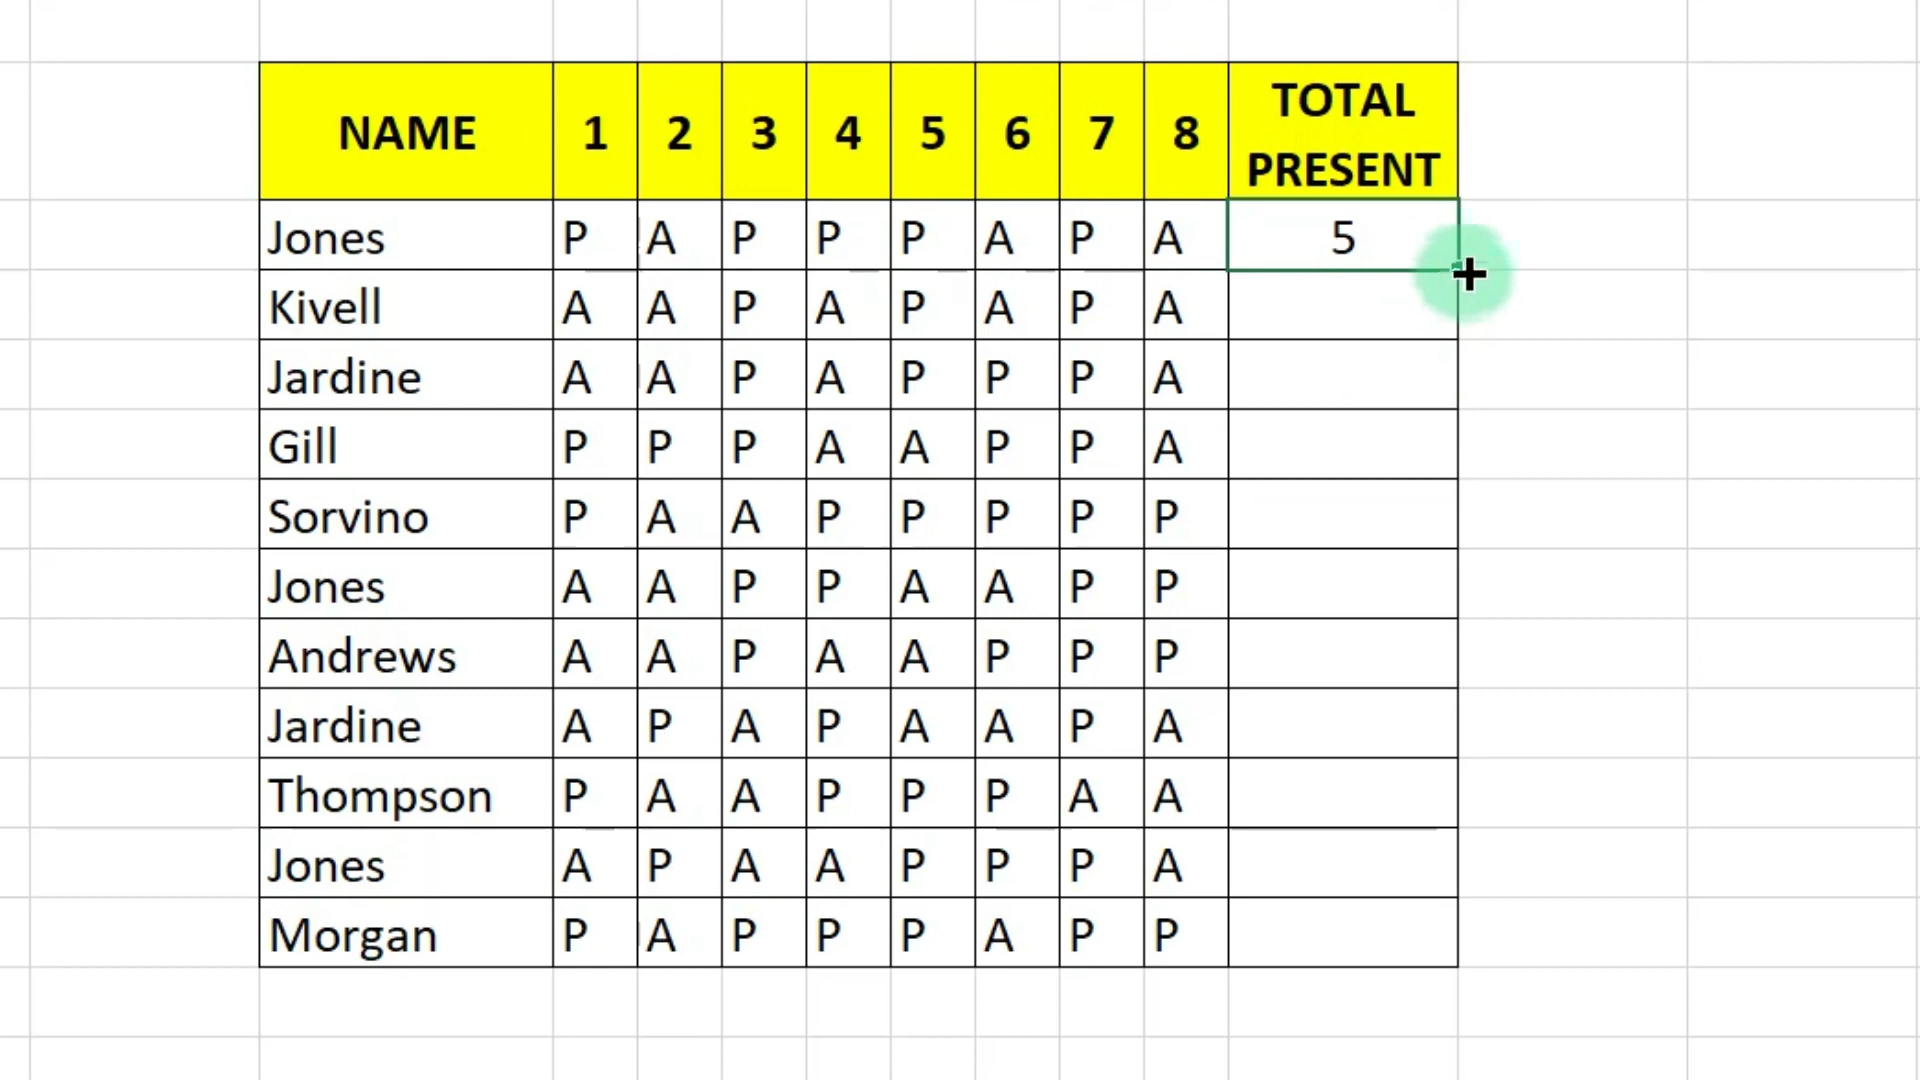 NAME 1 2 3 4 5 6 7 8 TOTAL PRESENT
Jones P A P P P A P A 5
Kivell A A P A P A P A
Jardine A A P A P P P A
Gill P P P A A P P A
Sorvino P A A P P P P P
Jones A A P P A A P P
Andrews A A P A A P P P
Jardine A P A P A A P A
Thompson P A A P P P A A
Jones A P A A P P P A
Morgan P A P P P A P P